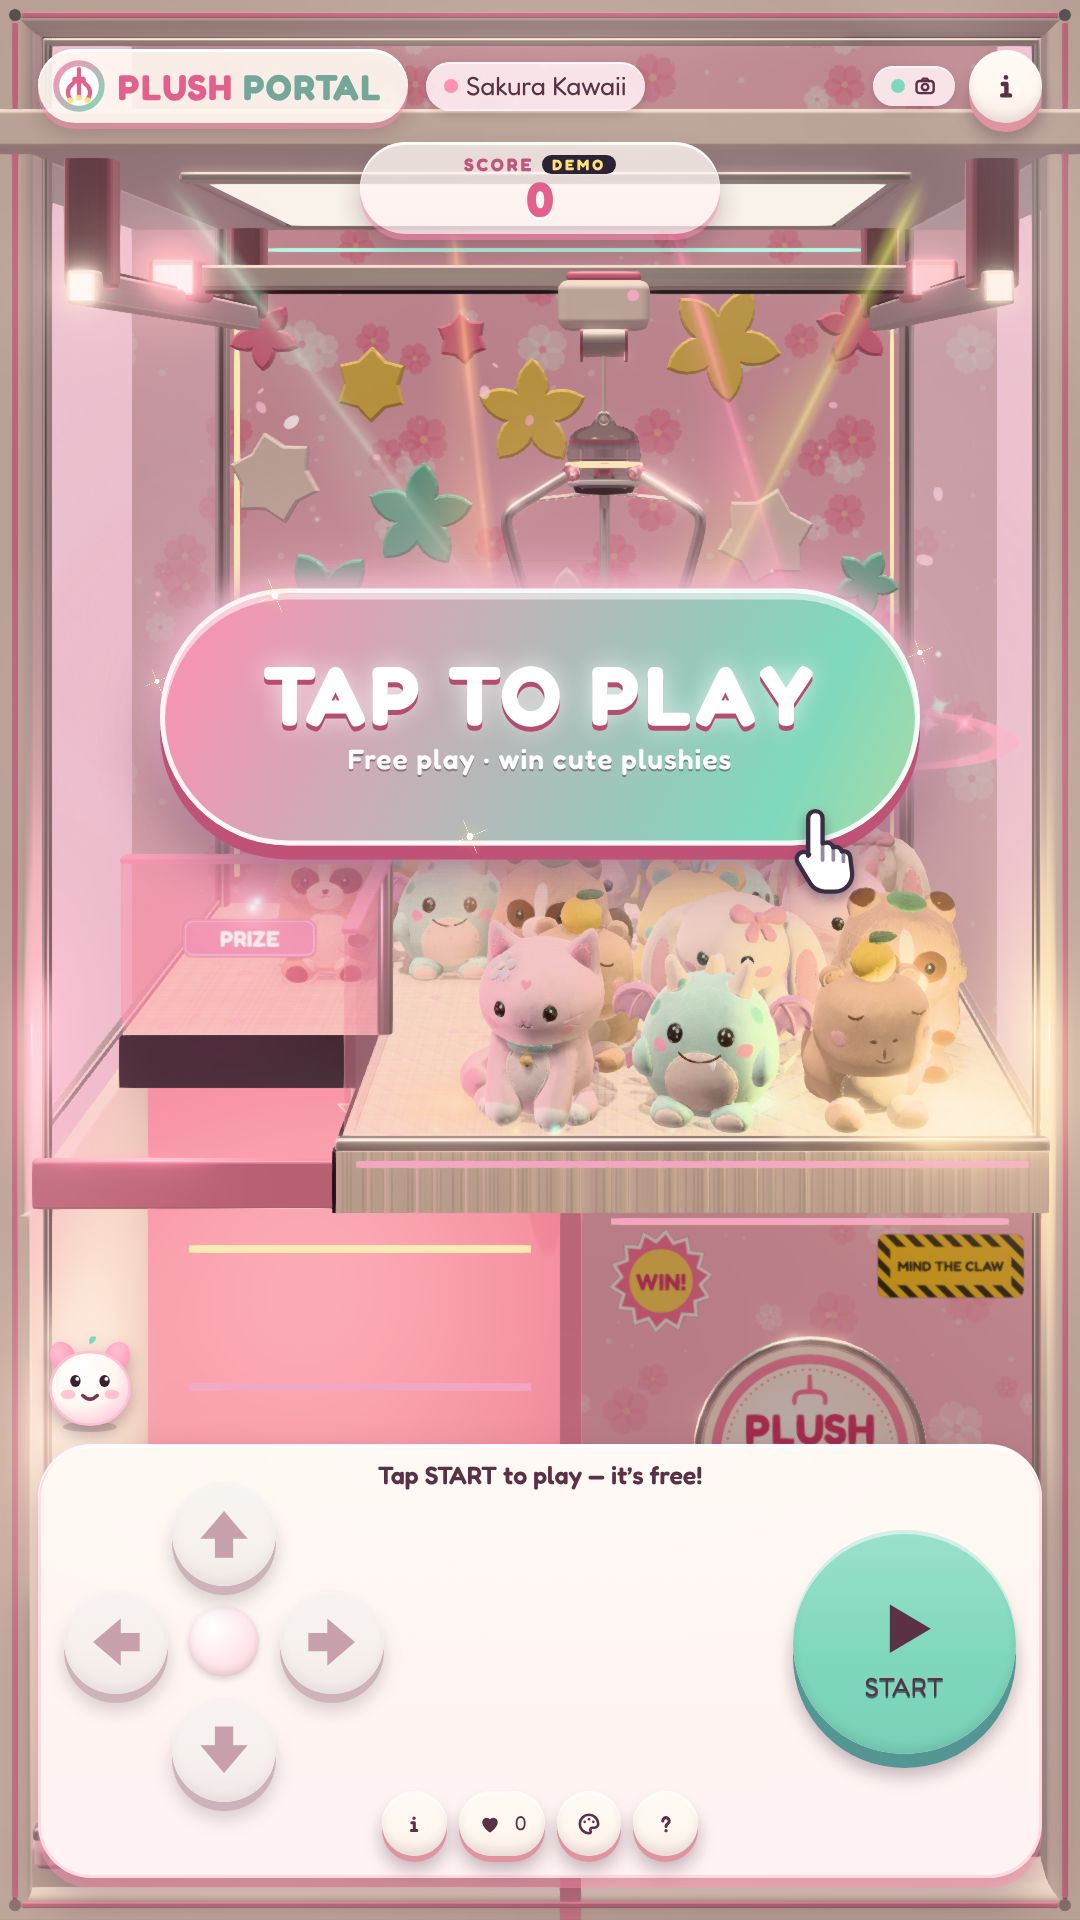 PLUSH PORTAL
Sakura Kawaii
i
SCORE DEMO
0
TAP TO PLAY
Free play · win cute plushies
PRIZE
WIN!
MIND THE CLAW
PLUSH
Tap START to play – it's free!
START
i
0
?